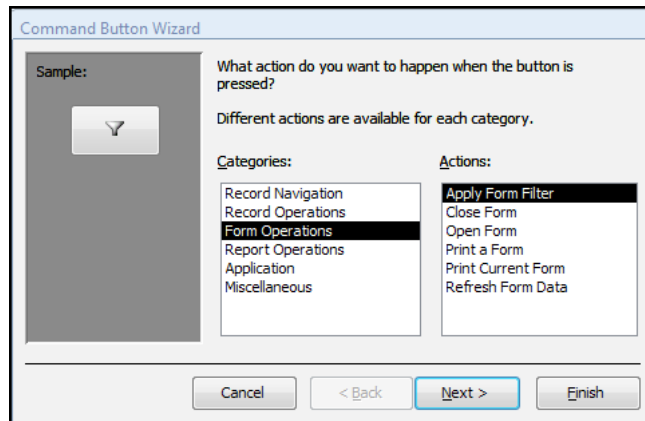 Command Button Wizard
Sample:
What action do you want to happen when the button is
pressed?
Different actions are available for each category.
Categories:
Actions:
Record Navigation
Record Operations
Form Operations
Report Operations
Application
Miscellaneous
Apply Form Filter
Close Form
Open Form
Print a Form
Print Current Form
Refresh Form Data
Cancel
< Back
Next >
Finish